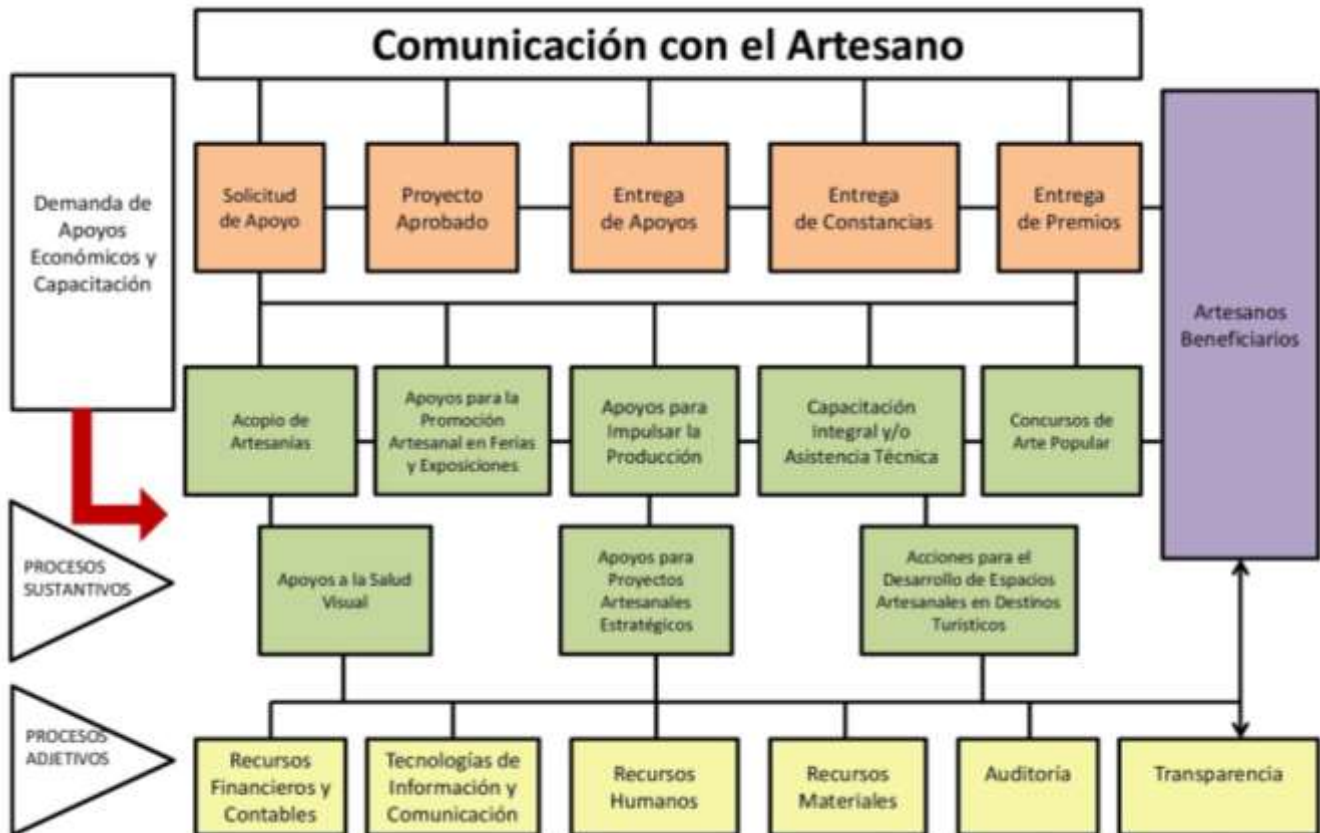 Comunicación con el Artesano
Demanda de
Apoyos
Económicos y
Capacitación
Solicitud
de Apoyo
Proyecto
Aprobado
Entrega
de Apoyos
Entrega
de Constancias
Entrega
de Premios
Artesanos
Beneficiarios
Acopio de
Artesanías
Apoyos para la
Promoción
Artesanal en Ferias
y Exposiciones
Apoyos para
Impulsar la
Producción
Capacitación
Integral y/o
Asistencia Técnica
Concursos de
Arte Popular
PROCESOS
SUSTANTIVOS
Apoyos a la Salud
Visual
Apoyos para
Proyectos
Artesanales
Estratégicos
Acciones para el
Desarrollo de Espacios
Artesanales en Destinos
Turísticos
PROCESOS
ADJETIVOS
Recursos
Financieros y
Contables
Tecnologías de
Información y
Comunicación
Recursos
Humanos
Recursos
Materiales
Auditoría
Transparencia